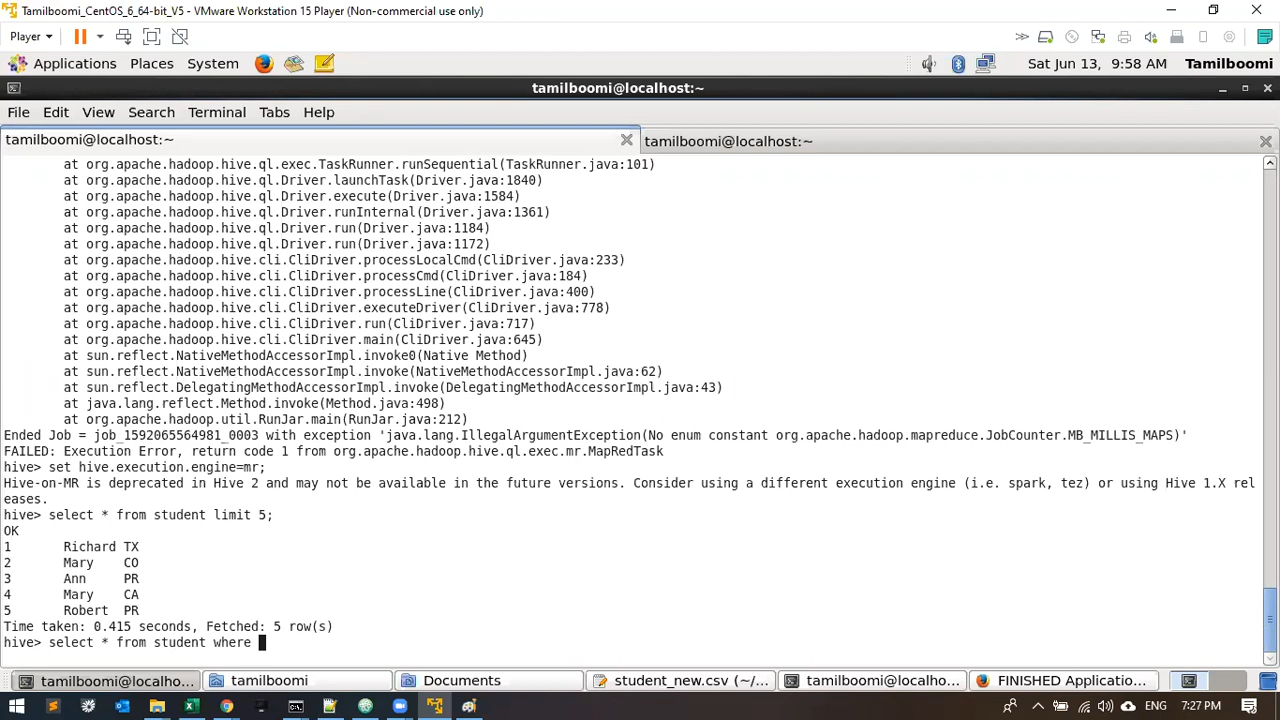 Tamilboomi_CentOS_6_64-bit_V5 - VMware Workstation 15 Player (Non-commercial use only)
Player
Applications Places System Sat Jun 13, 9:58 AM Tamilboomi
tamilboomi@localhost:~
File Edit View Search Terminal Tabs Help
tamilboomi@localhost:~ tamilboomi@localhost:~
at org.apache.hadoop.hive.ql.exec.TaskRunner.runSequential(TaskRunner.java:101)
at org.apache.hadoop.hive.ql.Driver.launchTask(Driver.java:1840)
at org.apache.hadoop.hive.ql.Driver.execute(Driver.java:1584)
at org.apache.hadoop.hive.ql.Driver.runInternal(Driver.java:1361)
at org.apache.hadoop.hive.ql.Driver.run(Driver.java:1184)
at org.apache.hadoop.hive.ql.Driver.run(Driver.java:1172)
at org.apache.hadoop.hive.cli.CliDriver.processLocalCmd(CliDriver.java:233)
at org.apache.hadoop.hive.cli.CliDriver.processCmd(CliDriver.java:184)
at org.apache.hadoop.hive.cli.CliDriver.processLine(CliDriver.java:400)
at org.apache.hadoop.hive.cli.CliDriver.executeDriver(CliDriver.java:778)
at org.apache.hadoop.hive.cli.CliDriver.run(CliDriver.java:717)
at org.apache.hadoop.hive.cli.CliDriver.main(CliDriver.java:645)
at sun.reflect.NativeMethodAccessorImpl.invoke0(Native Method)
at sun.reflect.NativeMethodAccessorImpl.invoke(NativeMethodAccessorImpl.java:62)
at sun.reflect.DelegatingMethodAccessorImpl.invoke(DelegatingMethodAccessorImpl.java:43)
at java.lang.reflect.Method.invoke(Method.java:498)
at org.apache.hadoop.util.RunJar.main(RunJar.java:212)
Ended Job = job_1592065564981_0003 with exception 'java.lang.IllegalArgumentException(No enum constant org.apache.hadoop.mapreduce.JobCounter.MB_MILLIS_MAPS)'
FAILED: Execution Error, return code 1 from org.apache.hadoop.hive.ql.exec.mr.MapRedTask
hive> set hive.execution.engine=mr;
Hive-on-MR is deprecated in Hive 2 and may not be available in the future versions. Consider using a different execution engine (i.e. spark, tez) or using Hive 1.X rel
eases.
hive> select * from student limit 5;
OK
1 Richard TX
2 Mary CO
3 Ann PR
4 Mary CA
5 Robert PR
Time taken: 0.415 seconds, Fetched: 5 row(s)
hive> select * from student where
tamilboomi@localho... tamilboomi Documents student_new.csv (~/... tamilboomi@localho... FINISHED Applicatio...
ENG 7:27 PM